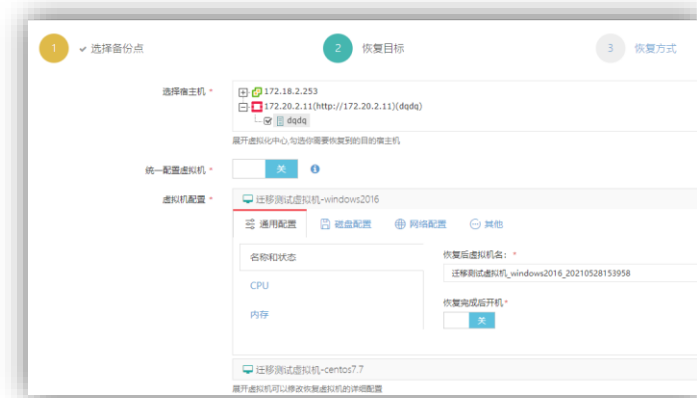 1 ✔ 选择备份点 2 恢复目标 3 恢复方式
选择宿主机 *
172.18.2.253
172.20.2.11(http://172.20.2.11)(dqdq)
dqdq
展开虚拟化中心,勾选你需要恢复到的目的宿主机
统一配置虚拟机 * 关
虚拟机配置 * 迁移测试虚拟机-windows2016
通用配置 磁盘配置 网络配置 其他
名称和状态 恢复后虚拟机名: *
迁移测试虚拟机_windows2016_20210528153958
CPU
恢复完成后开机*
内存 关
迁移测试虚拟机-centos7.7
展开虚拟机可以修改恢复虚拟机的详细配置